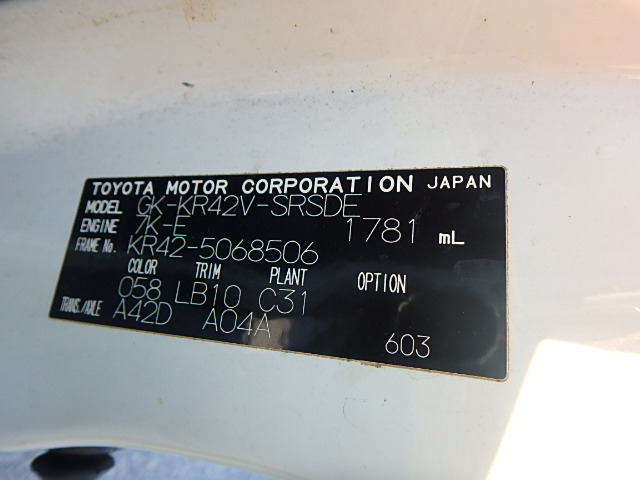 TOYOTA MOTOR CORPORATION JAPAN
MODEL GK-KR42V-SRSDE
ENGINE 7K-E 1781 mL
FRAME No. KR42-5068506
COLOR TRIM PLANT OPTION
058 LB10 C31
TRANS./AXLE A42D A04A
603